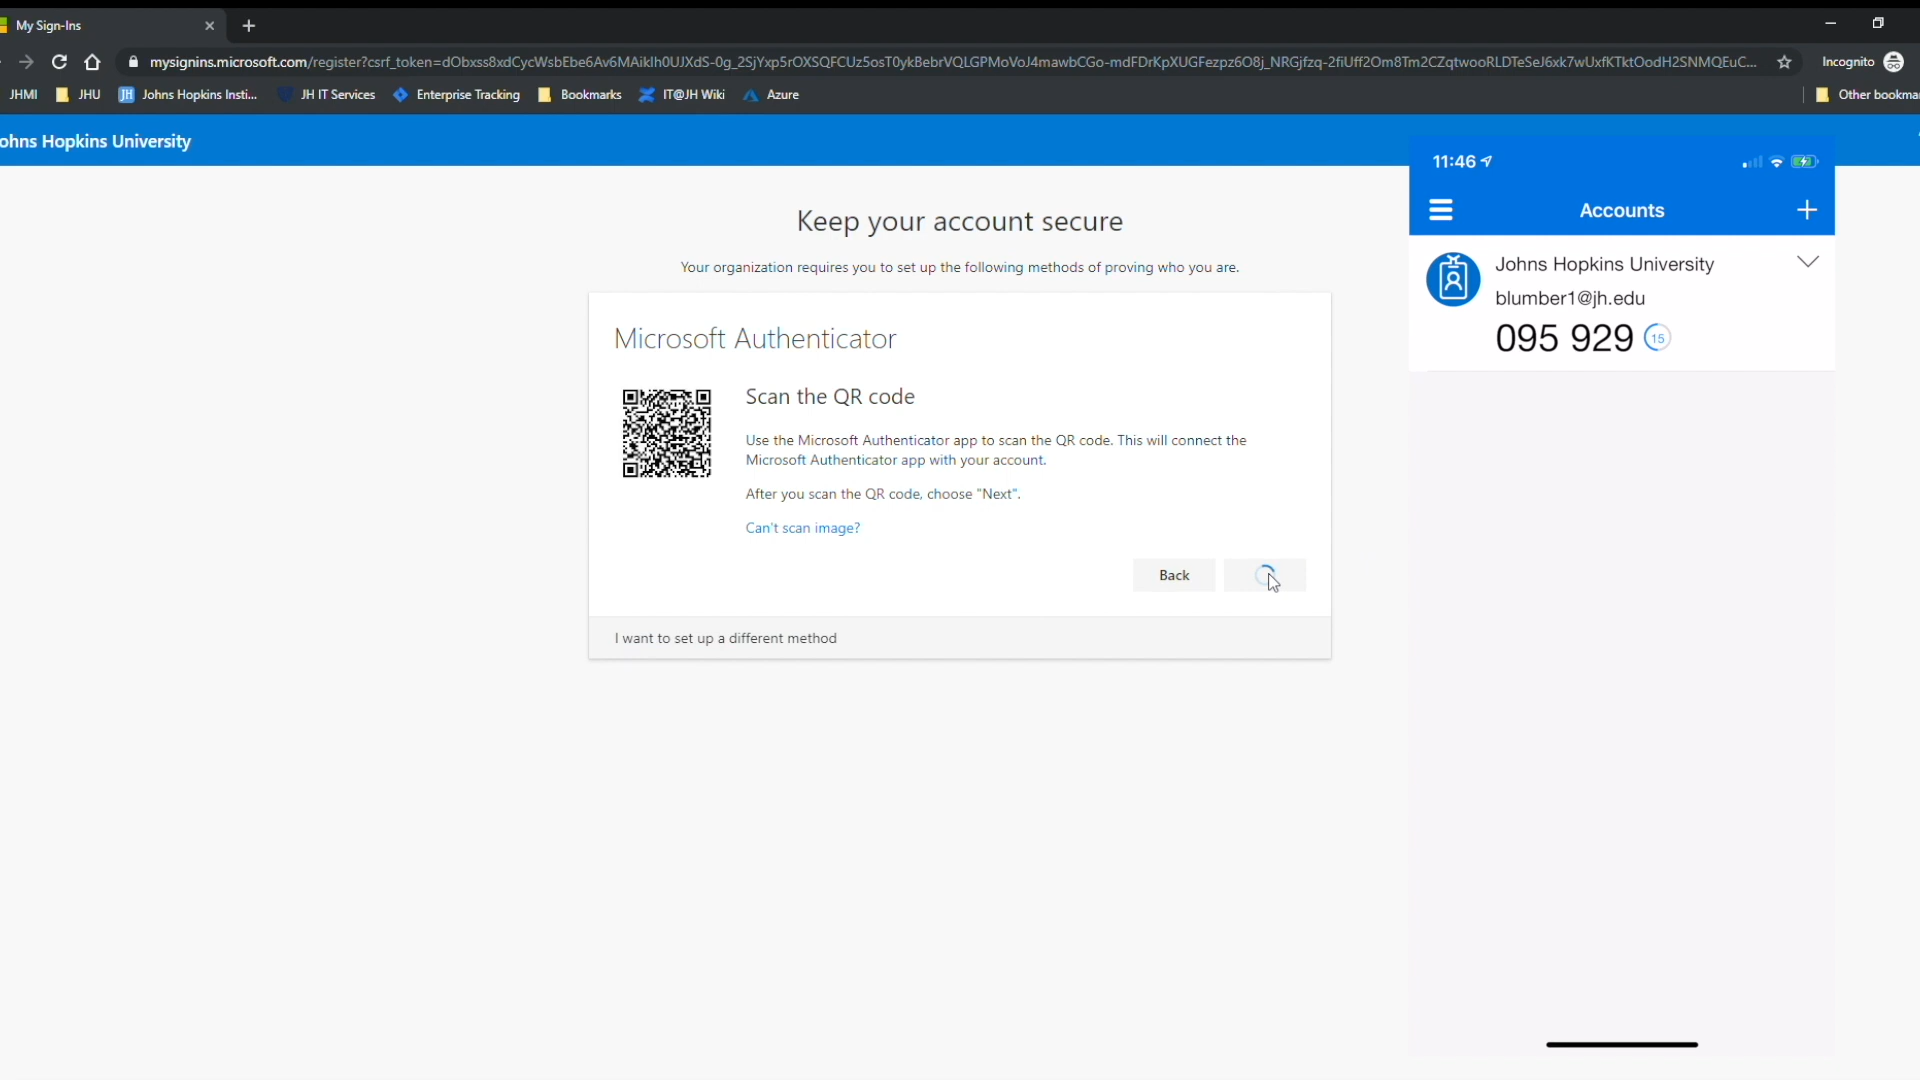 My Sign-Ins
mysignins.microsoft.com/register?csrf_token=dObxss8xdCycWsbEbe6Av6MAiklh0UJXdS-0g_2SjYxp5rOXSQFCUz5osT0ykBebrVQLGPMoVoJ4mawbCGo-mdFDrKpXUGFezpz6O8j_NRGjfzq-2fiUff2Om8Tm2CZqtwooRLDTeSeJ6xk7wUxfKTktOodH2SNMQEuC...
Incognito
JHMI JHU Johns Hopkins Insti... JH IT Services Enterprise Tracking Bookmarks IT@JH Wiki Azure Other bookmar
ohns Hopkins University
Keep your account secure
Your organization requires you to set up the following methods of proving who you are.
Microsoft Authenticator
Scan the QR code
Use the Microsoft Authenticator app to scan the QR code. This will connect the
Microsoft Authenticator app with your account.
After you scan the QR code, choose "Next".
Can't scan image?
Back
I want to set up a different method
11:46
Accounts
Johns Hopkins University
blumber1@jh.edu
095 929 15